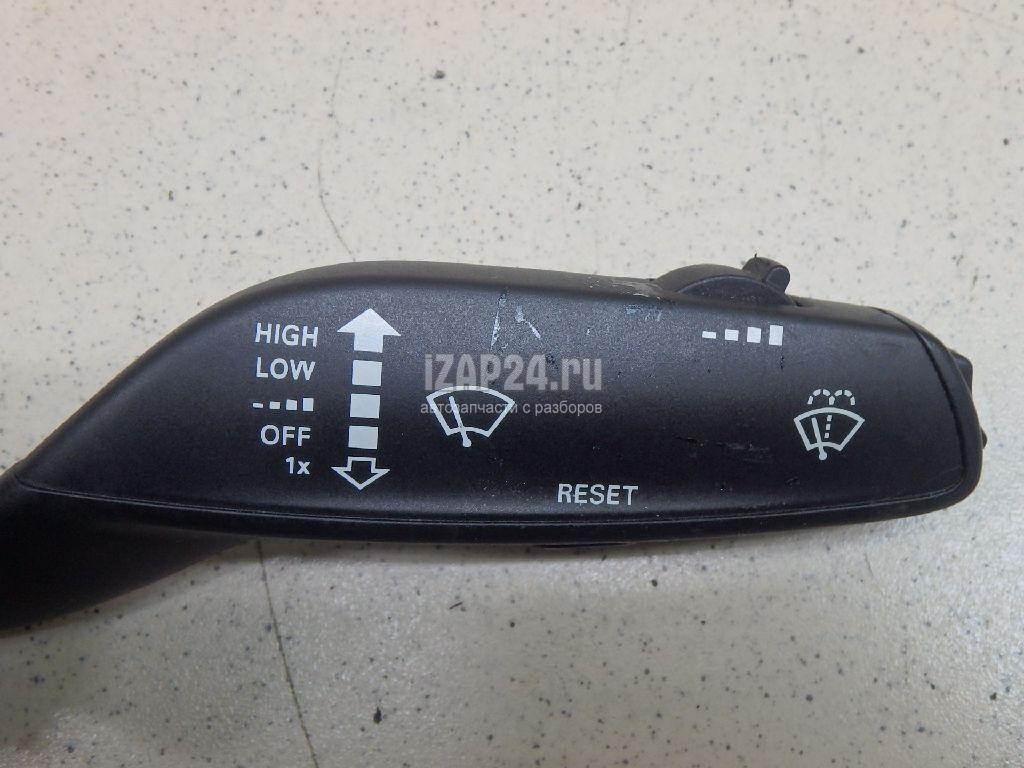 HIGH
LOW
OFF
1x
iZAP24.ru
автозапчасти с разборов
RESET